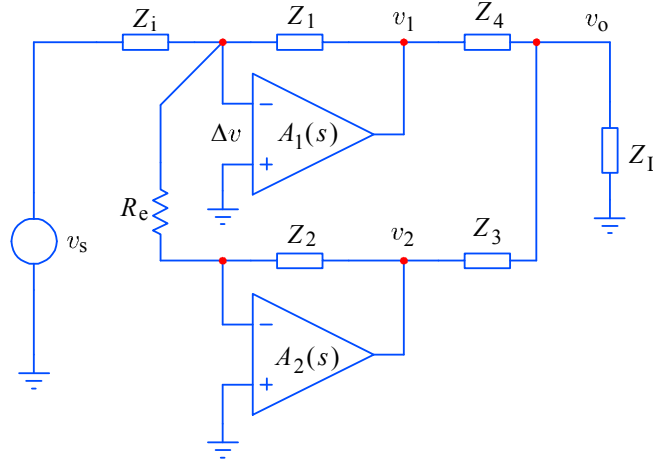 Z_i Z_1 v_1 Z_4 v_o
− Δv + A_1(s)
Z_I
R_e
v_s
Z_2 v_2 Z_3
− + A_2(s)